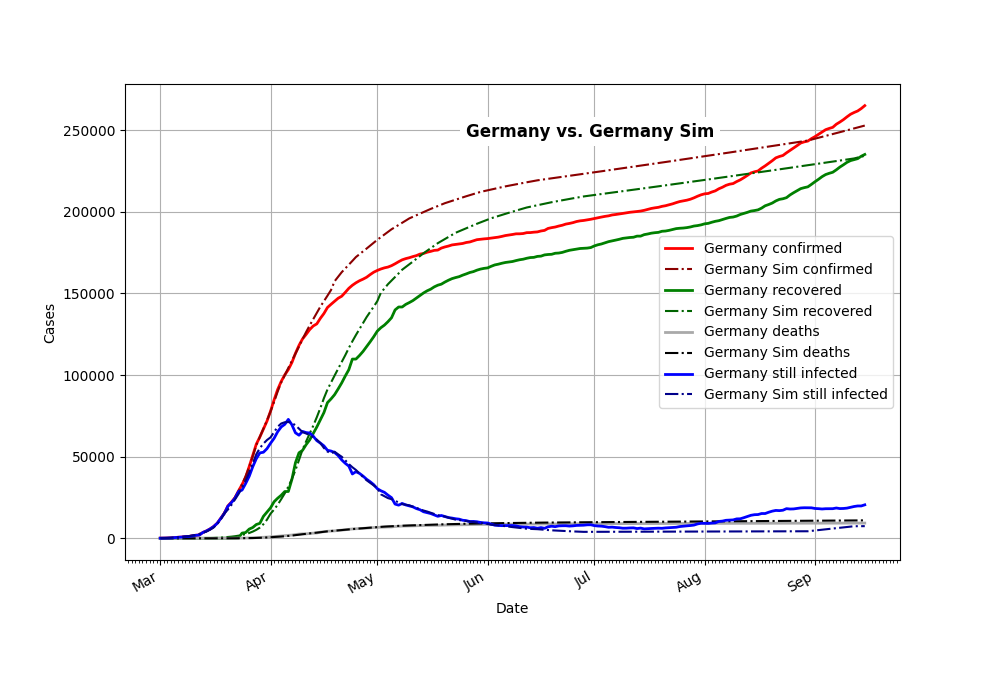 Germany vs. Germany Sim
250000
200000
150000
100000
50000
0
Cases
Germany confirmed
Germany Sim confirmed
Germany recovered
Germany Sim recovered
Germany deaths
Germany Sim deaths
Germany still infected
Germany Sim still infected
Mar Apr May Jun Jul Aug Sep
Date